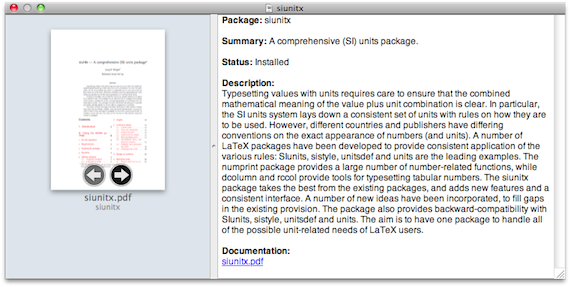 siunitx
siunitx — A comprehensive (SI) units package
Contents
siunitx.pdf
siunitx
Package: siunitx
Summary: A comprehensive (SI) units package.
Status: Installed
Description:
Typesetting values with units requires care to ensure that the combined
mathematical meaning of the value plus unit combination is clear. In particular,
the SI units system lays down a consistent set of units with rules on how they are
to be used. However, different countries and publishers have differing
conventions on the exact appearance of numbers (and units). A number of
LaTeX packages have been developed to provide consistent application of the
various rules: SIunits, sistyle, unitsdef and units are the leading examples. The
numprint package provides a large number of number-related functions, while
dcolumn and rccol provide tools for typesetting tabular numbers. The siunitx
package takes the best from the existing packages, and adds new features and a
consistent interface. A number of new ideas have been incorporated, to fill gaps
in the existing provision. The package also provides backward-compatibility with
SIunits, sistyle, unitsdef and units. The aim is to have one package to handle all
of the possible unit-related needs of LaTeX users.
Documentation:
siunitx.pdf